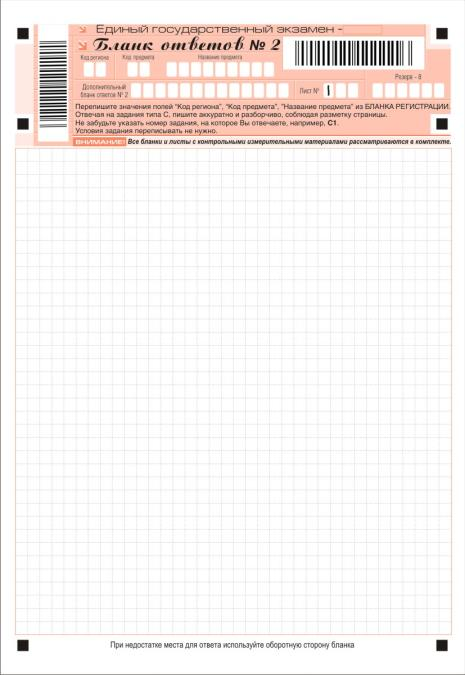 Единый государственный экзамен -
Бланк ответов № 2
Код региона Код предмета Название предмета
Резерв - 8
Дополнительный
бланк ответов № 2
Лист № 1
Перепишите значения полей "Код региона", "Код предмета", "Название предмета" из БЛАНКА РЕГИСТРАЦИИ.
Отвечая на задания типа С, пишите аккуратно и разборчиво, соблюдая разметку страницы.
Не забудьте указать номер задания, на которое Вы отвечаете, например, С1.
Условия задания переписывать не нужно.
ВНИМАНИЕ! Все бланки и листы с контрольными измерительными материалами рассматриваются в комплекте.
При недостатке места для ответа используйте оборотную сторону бланка